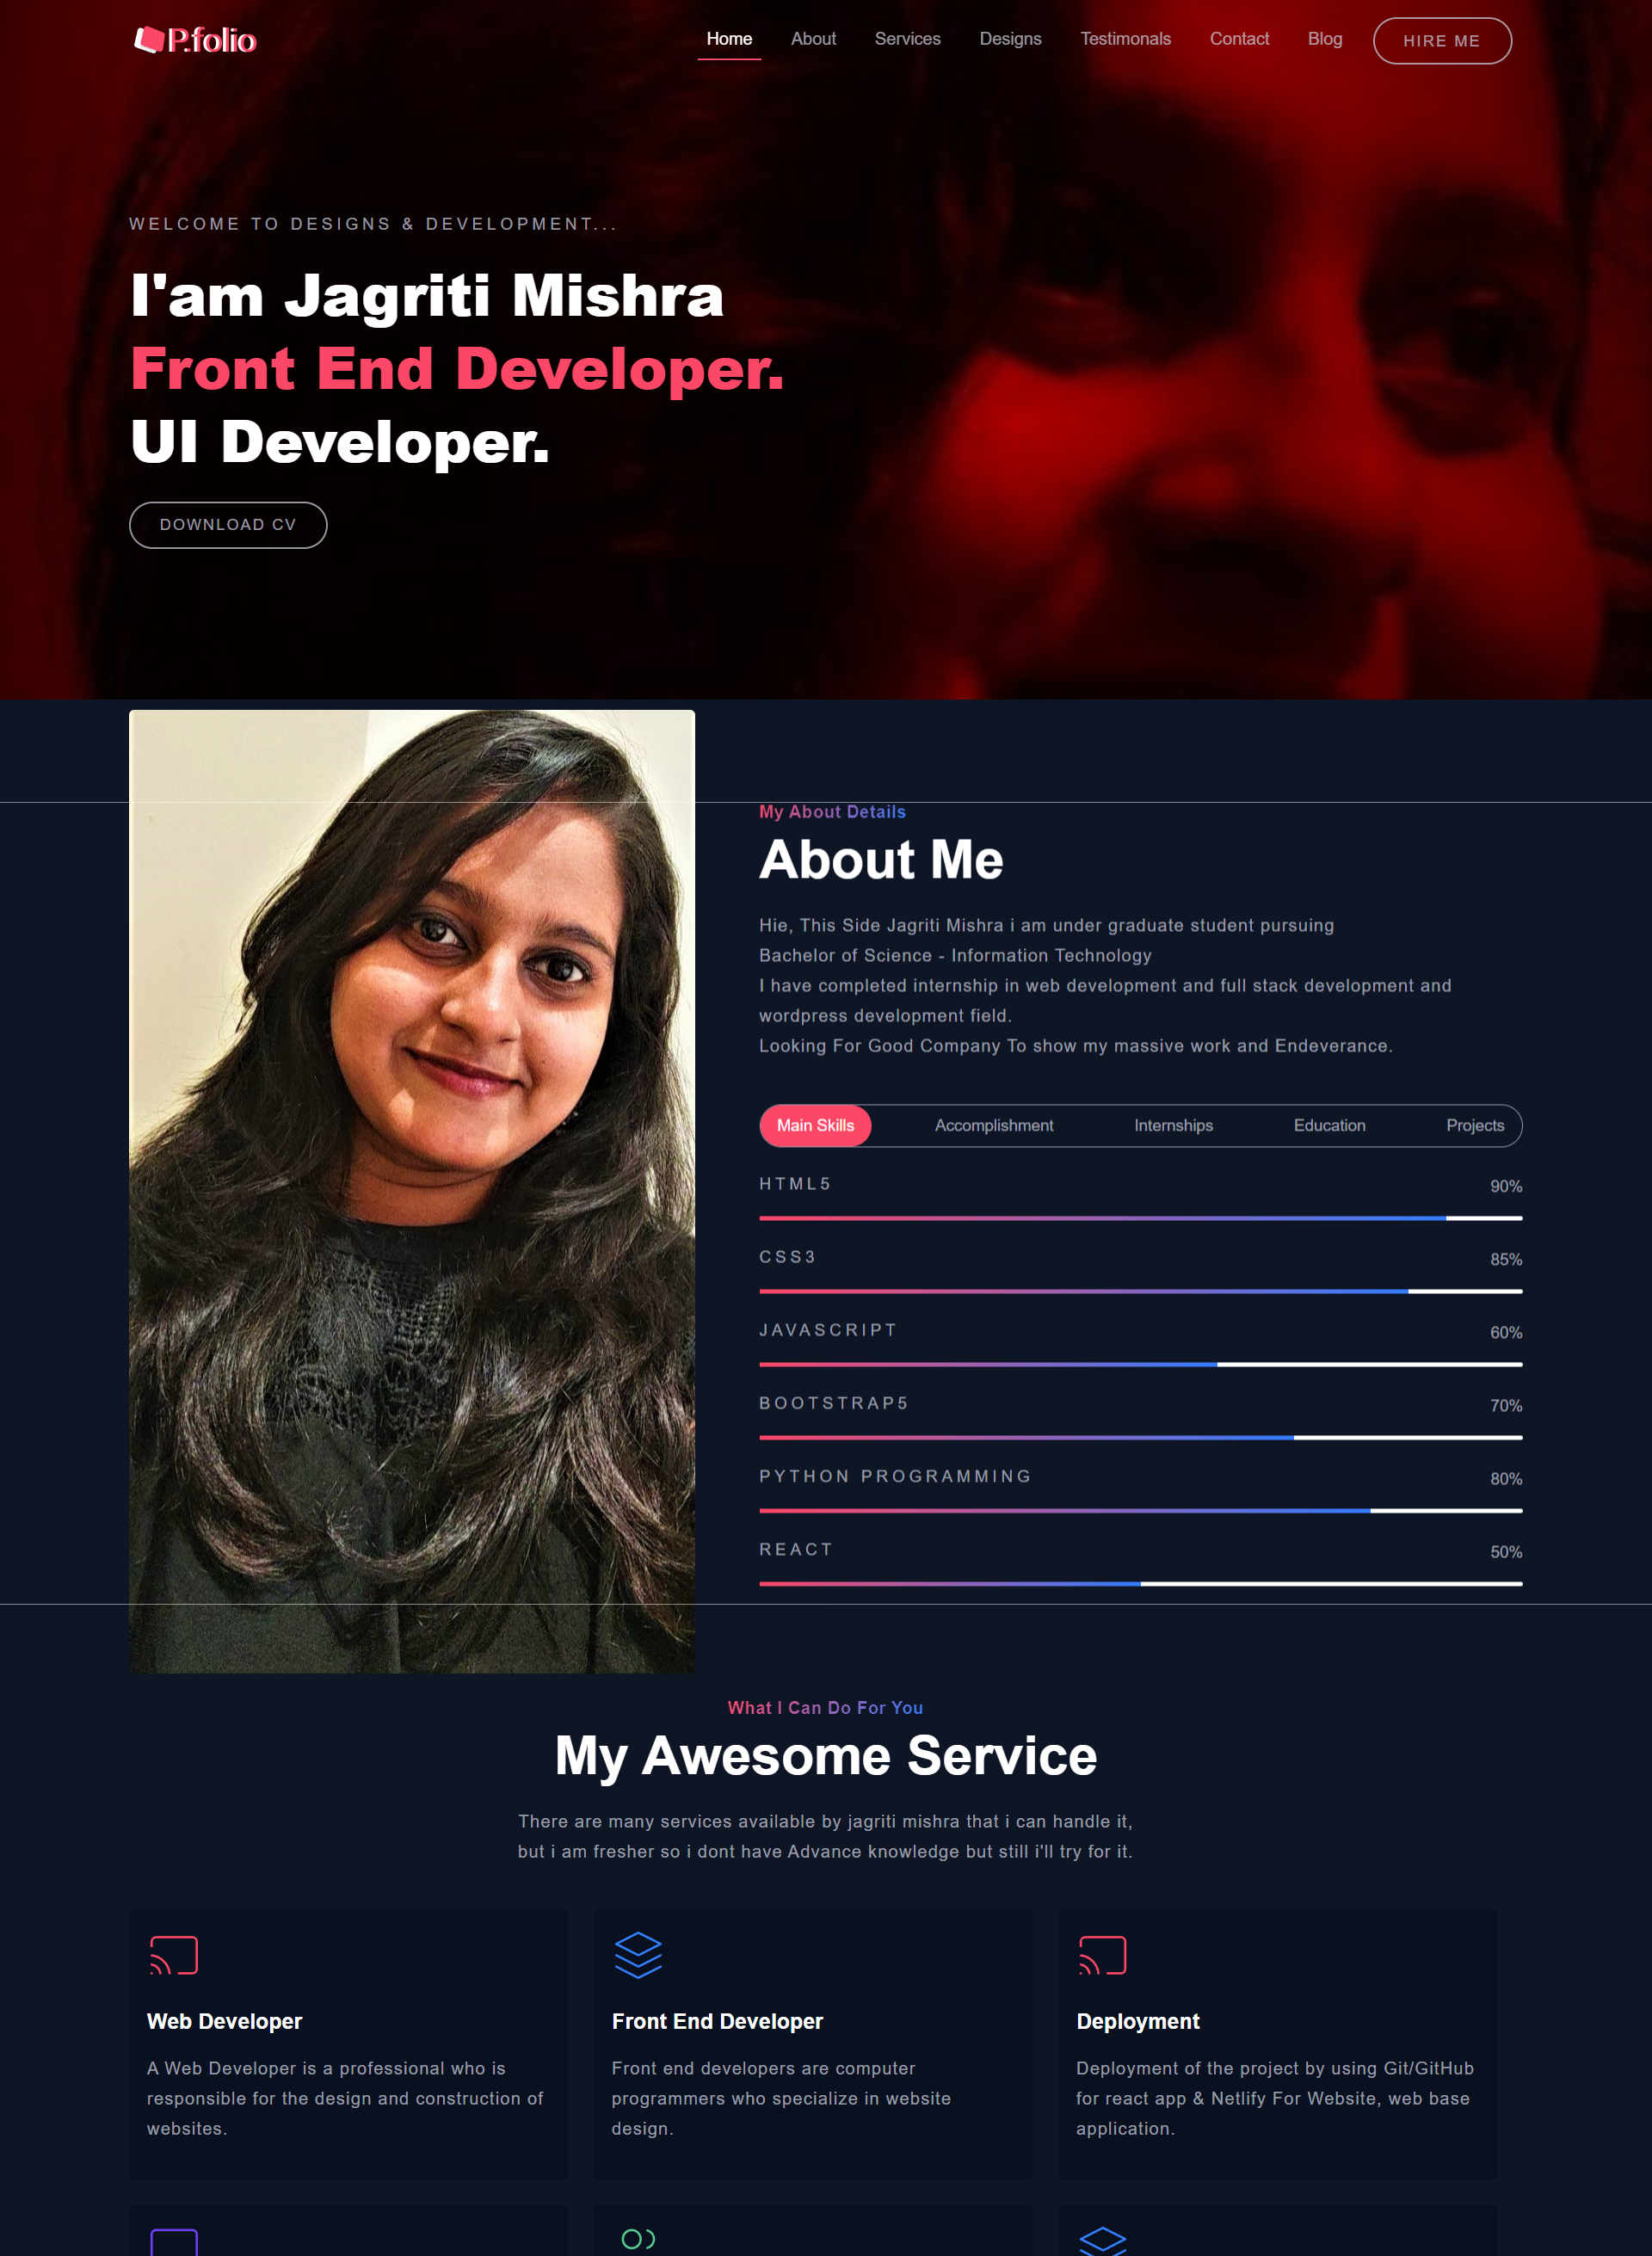 P.folio
Home
About
Services
Designs
Testimonals
Contact
Blog
HIRE ME
WELCOME TO DESIGNS & DEVELOPMENT...
I'am Jagriti Mishra
Front End Developer.
UI Developer.
DOWNLOAD CV
My About Details
About Me
Hie, This Side Jagriti Mishra i am under graduate student pursuing
Bachelor of Science - Information Technology
I have completed internship in web development and full stack development and
wordpress development field.
Looking For Good Company To show my massive work and Endeverance.
Main Skills
Accomplishment
Internships
Education
Projects
HTML5
90%
CSS3
85%
JAVASCRIPT
60%
BOOTSTRAP5
70%
PYTHON PROGRAMMING
80%
REACT
50%
What I Can Do For You
My Awesome Service
There are many services available by jagriti mishra that i can handle it,
but i am fresher so i dont have Advance knowledge but still i'll try for it.
Web Developer
A Web Developer is a professional who is
responsible for the design and construction of
websites.
Front End Developer
Front end developers are computer
programmers who specialize in website
design.
Deployment
Deployment of the project by using Git/GitHub
for react app & Netlify For Website, web base
application.